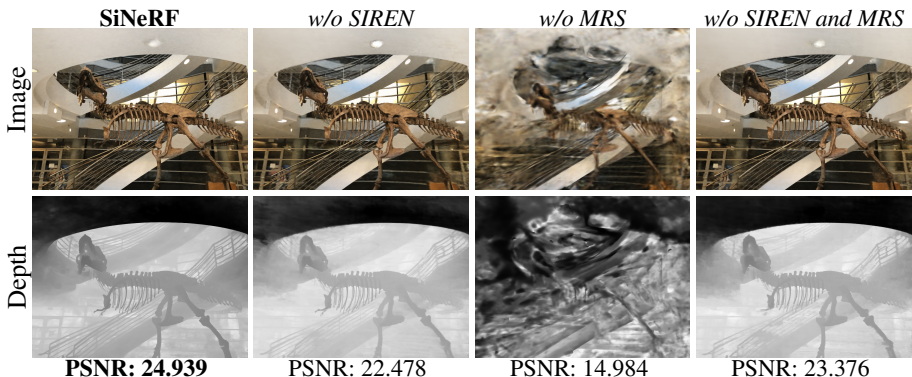 SiNeRF w/o SIREN w/o MRS w/o SIREN and MRS
Image
Depth
PSNR: 24.939 PSNR: 22.478 PSNR: 14.984 PSNR: 23.376